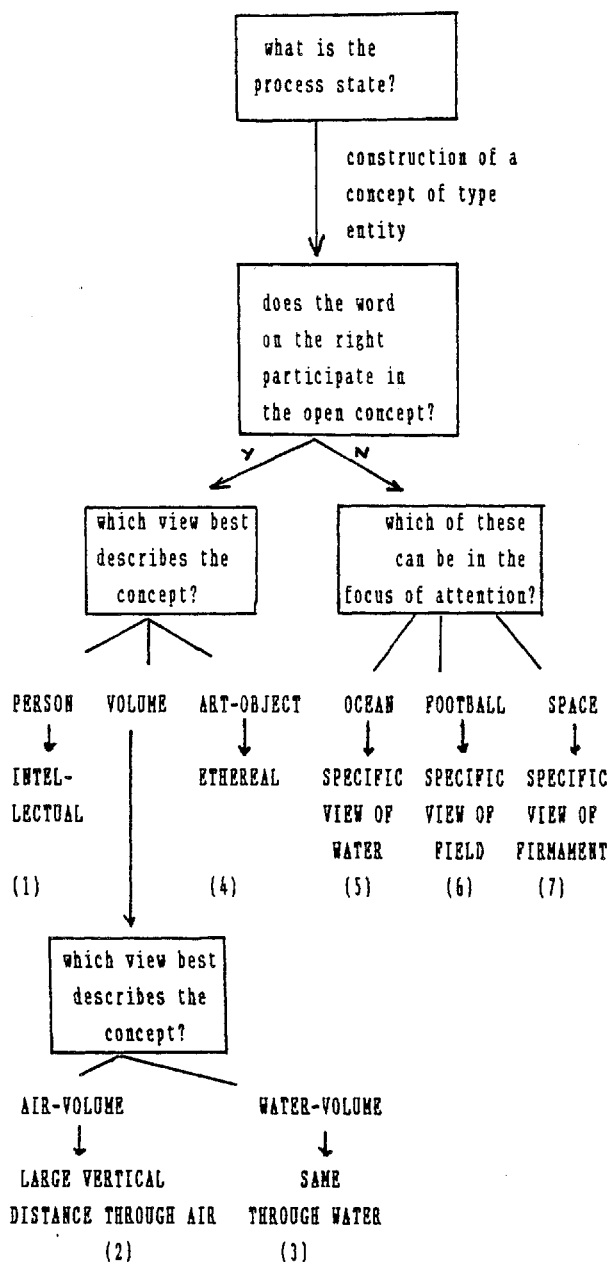 what is the
process state?
construction of a
concept of type
entity
does the word
on the right
participate in
the open concept?
Y
N
which view best
describes the
concept?
which of these
can be in the
focus of attention?
PERSON VOLUME ART-OBJECT OCEAN FOOTBALL SPACE
INTEL-
LECTUAL
ETHEREAL
SPECIFIC
VIEW OF
WATER
SPECIFIC
VIEW OF
FIELD
SPECIFIC
VIEW OF
FIRMAMENT
(1) (4) (5) (6) (7)
which view best
describes the
concept?
AIR-VOLUME WATER-VOLUME
LARGE VERTICAL
DISTANCE THROUGH AIR
SAME
THROUGH WATER
(2) (3)